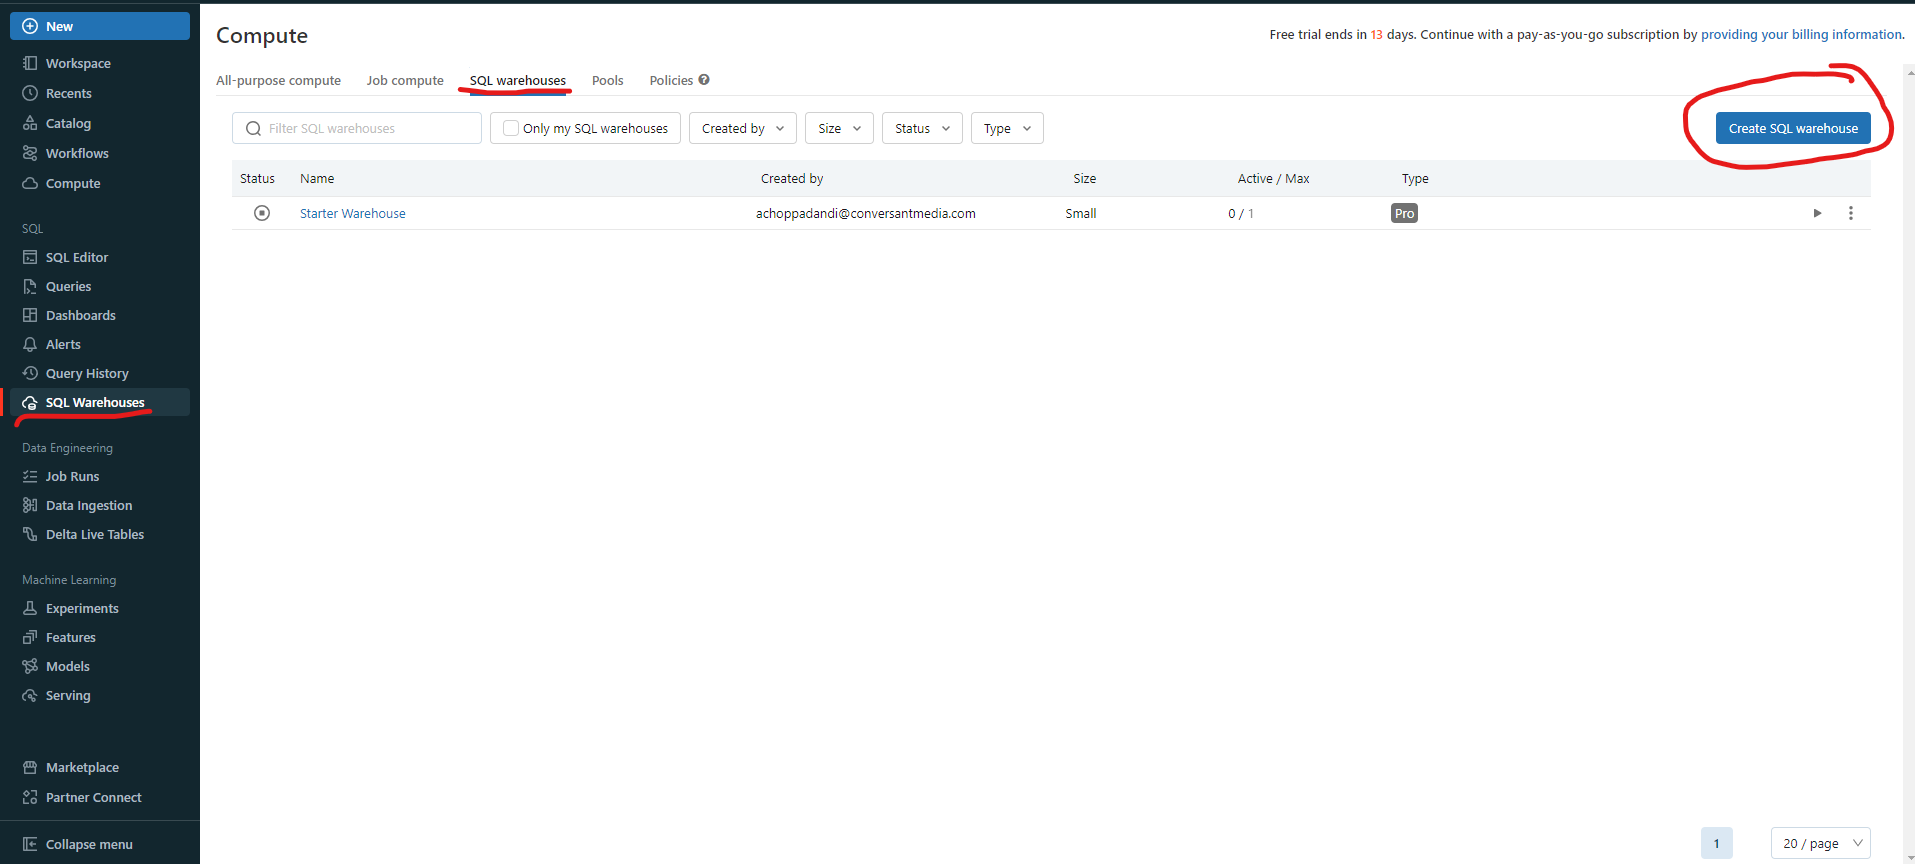 New
Workspace
Recents
Catalog
Workflows
Compute
SQL
SQL Editor
Queries
Dashboards
Alerts
Query History
SQL Warehouses
Data Engineering
Job Runs
Data Ingestion
Delta Live Tables
Machine Learning
Experiments
Features
Models
Serving
Marketplace
Partner Connect
Collapse menu
Compute
Free trial ends in 13 days. Continue with a pay-as-you-go subscription by providing your billing information.
All-purpose compute Job compute SQL warehouses Pools Policies ?
Filter SQL warehouses Only my SQL warehouses Created by Size Status Type Create SQL warehouse
Status Name Created by Size Active / Max Type
Starter Warehouse achoppadandi@conversantmedia.com Small 0 / 1 Pro
1 20 / page